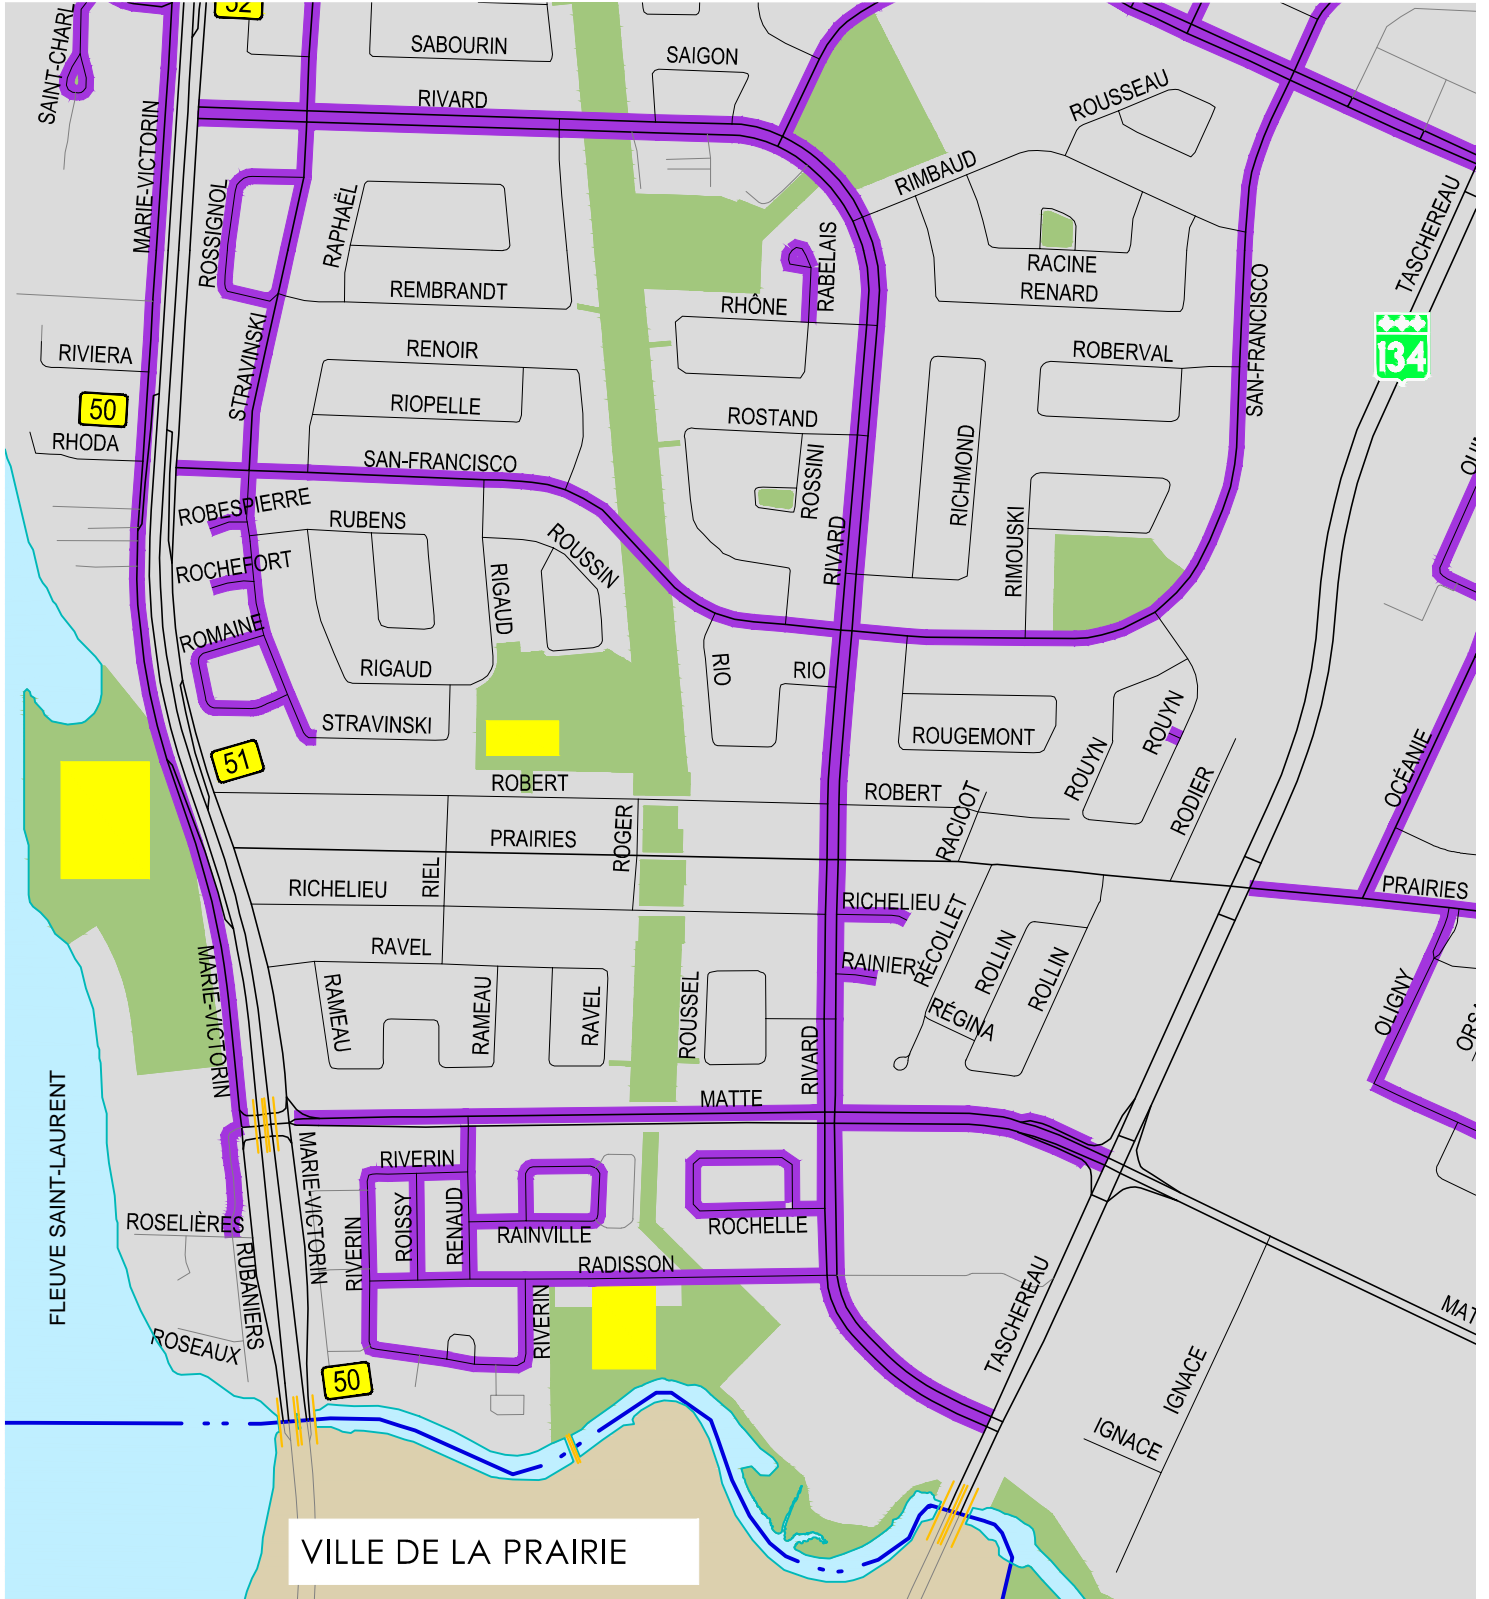 52
SAINT-CHARL
SABOURIN
SAIGON
RIVARD
ROUSSEAU
MARIE-VICTORIN
RIMBAUD
ROSSIGNOL
RAPHAËL
RABELAIS
TASCHEREAU
RACINE
RENARD
REMBRANDT
RHÔNE
SAN-FRANCISCO
134
RIVIERA
STRAVINSKI
RENOIR
ROBERVAL
50
RIOPELLE
ROSTAND
RHODA
SAN-FRANCISCO
ROSSINI
RICHMOND
ROBESPIERRE
RUBENS
ROUSSIN
RIVARD
RIMOUSKI
ROCHEFORT
RIGAUD
ROMAINE
RIGAUD
RIO
RIO
STRAVINSKI
ROUGEMONT
ROUYN
ROUYN
51
OCÉANIE
ROBERT
ROBERT
RACICOT
RODIER
PRAIRIES
ROGER
RIEL
RICHELIEU
RICHELIEU
PRAIRIES
RAVEL
RAINIER
RÉCOLLET
ROLLIN
ROLLIN
MARIE-VICTORIN
RAMEAU
RAMEAU
RAVEL
ROUSSEL
RÉGINA
OLIGNY
RIVARD
MATTE
FLEUVE SAINT-LAURENT
RIVERIN
MARIE-VICTORIN
ROISSY
RENAUD
RIVERIN
ROSELIÈRES
RAINVILLE
ROCHELLE
RUBANIERS
RADISSON
RIVERIN
TASCHEREAU
MAT
ROSEAUX
50
IGNACE
IGNACE
VILLE DE LA PRAIRIE